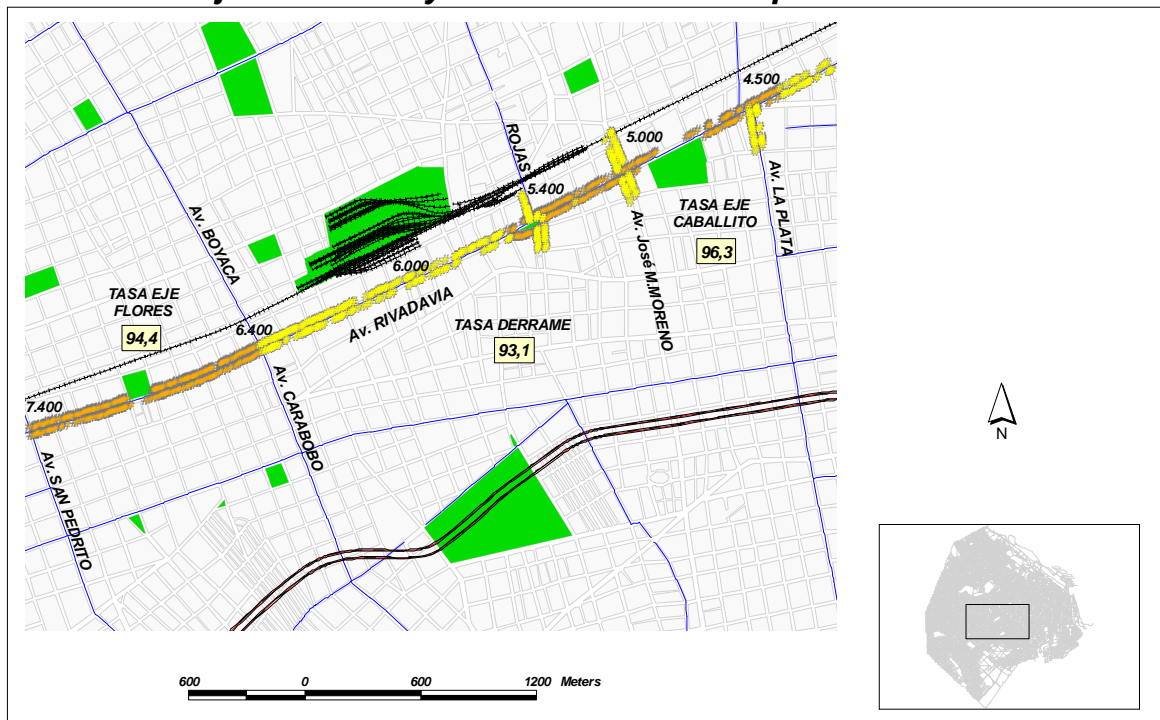 4.500
5.000
ROJAS
5.400
Av. LA PLATA
TASA EJE
CABALLITO
96,3
Av. BOYACA
Av. José M.MORENO
6.000
TASA EJE
FLORES
94,4
Av. RIVADAVIA
TASA DERRAME
93,1
6.400
7.400
Av. CARABOBO
Av. SAN PEDRITO
N
600 0 600 1200 Meters